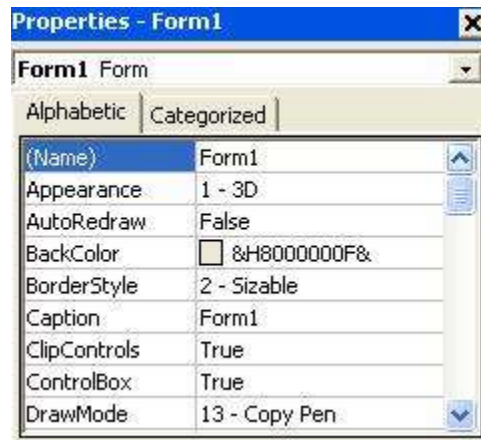 Properties - Form1
Form1 Form
Alphabetic Categorized
(Name) Form1
Appearance 1 - 3D
AutoRedraw False
BackColor &H8000000F&
BorderStyle 2 - Sizable
Caption Form1
ClipControls True
ControlBox True
DrawMode 13 - Copy Pen